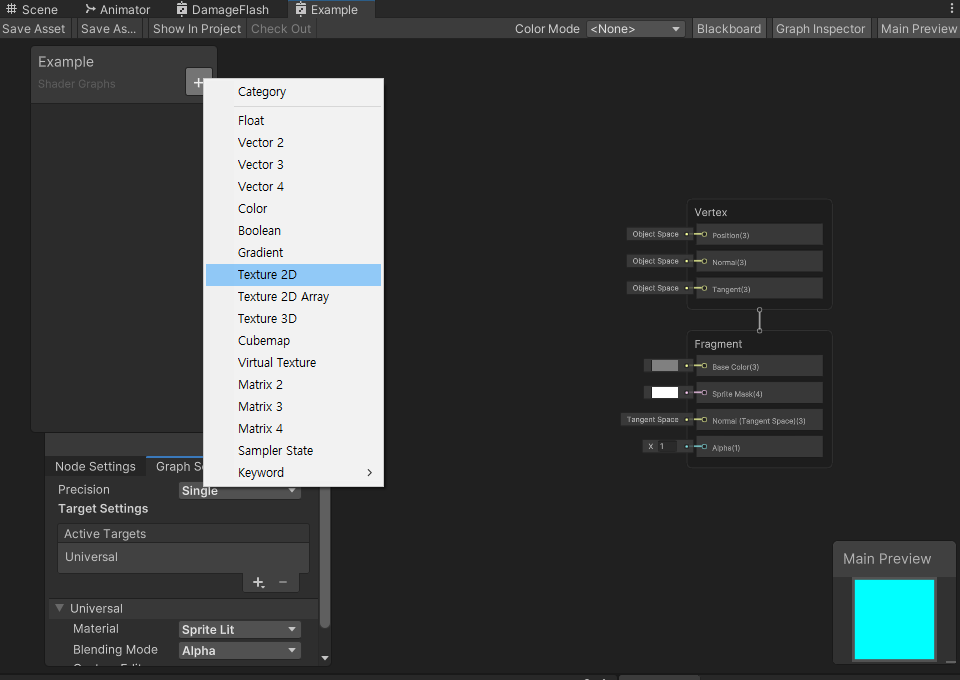 Scene
Animator
DamageFlash
Example
Save Asset
Save As...
Show In Project
Check Out
Color Mode
<None>
Blackboard
Graph Inspector
Main Preview
Example
Shader Graphs
+
Category
Float
Vector 2
Vector 3
Vector 4
Color
Boolean
Gradient
Texture 2D
Texture 2D Array
Texture 3D
Cubemap
Virtual Texture
Matrix 2
Matrix 3
Matrix 4
Sampler State
Keyword
Vertex
Object Space
Position(3)
Object Space
Normal(3)
Object Space
Tangent(3)
Fragment
Base Color(3)
Sprite Mask(4)
Tangent Space
Normal (Tangent Space)(3)
X 1
Alpha(1)
Node Settings
Graph
Precision
Single
Target Settings
Active Targets
Universal
Universal
Material
Sprite Lit
Blending Mode
Alpha
Main Preview